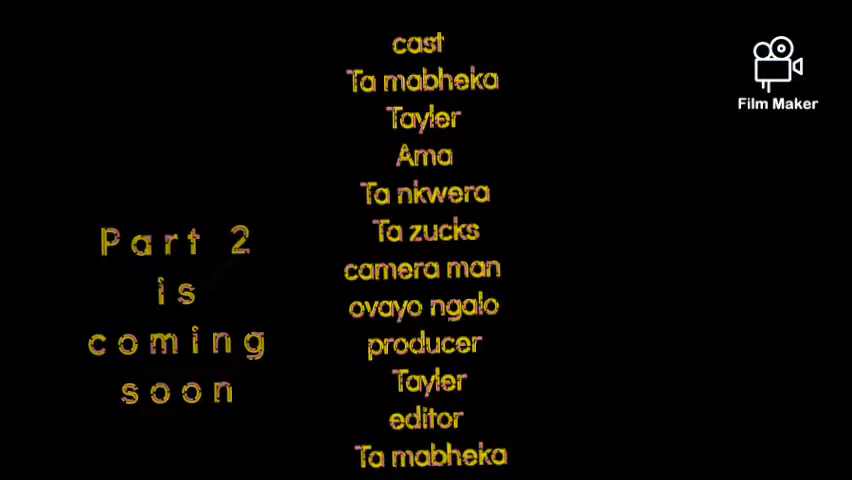 cast
Ta mabheka
Tayler
Ama
Ta nkwera
Ta zucks
camera man
ovayo ngalo
producer
Tayler
editor
Ta mabheka
Part 2
is
coming
soon
Film Maker